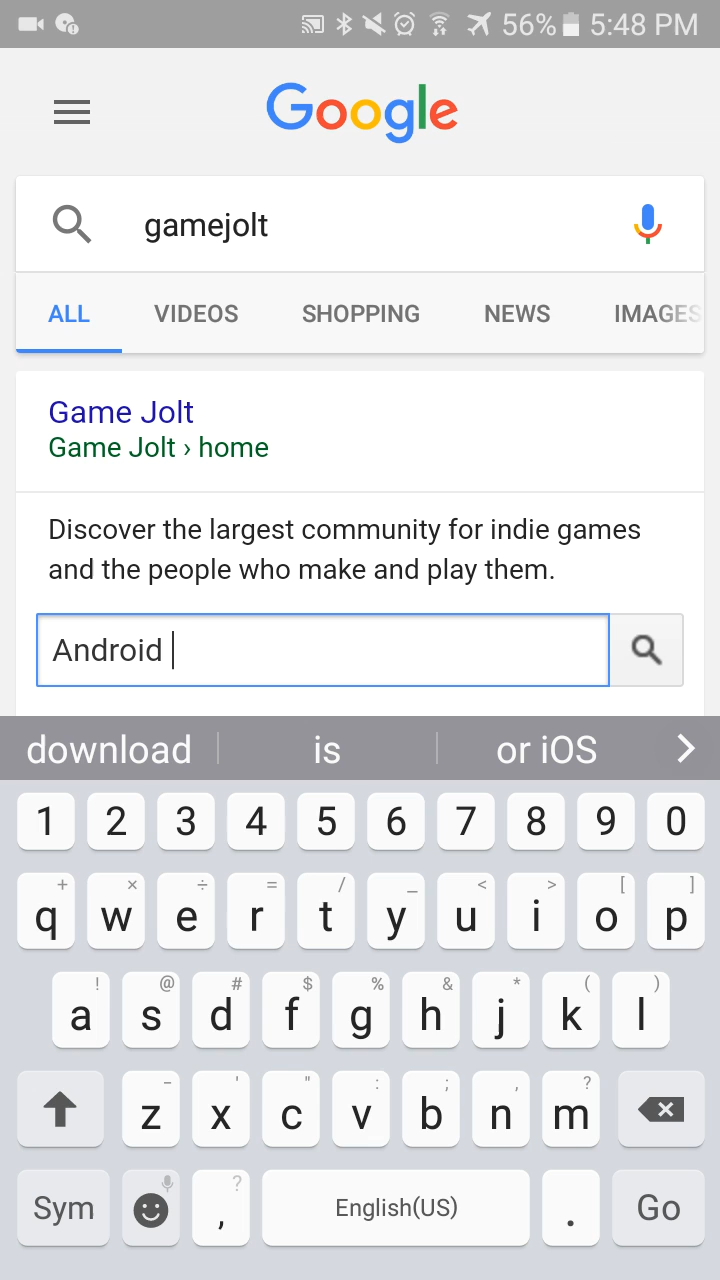 56% 5:48 PM
Google
gamejolt
ALL VIDEOS SHOPPING NEWS IMAGES
Game Jolt
Game Jolt › home
Discover the largest community for indie games
and the people who make and play them.
Android
download is or iOS
1 2 3 4 5 6 7 8 9 0
+ × ÷ = / _ < > [ ]
q w e r t y u i o p
! @ # $ % & * ( )
a s d f g h j k l
- ' " : ; , ?
z x c v b n m
?
Sym , English(US) . Go